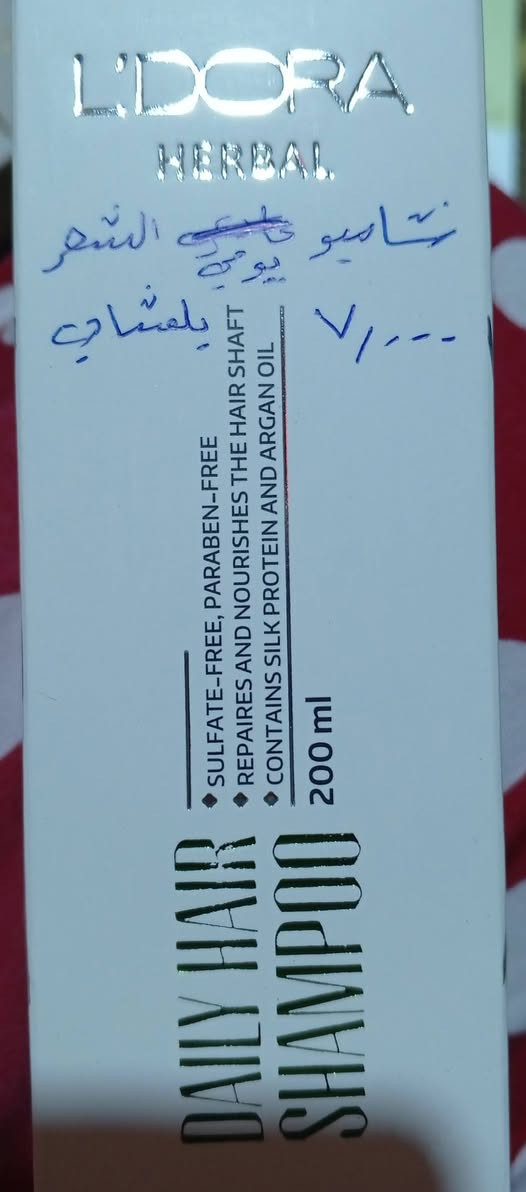 L'DORA
HERBAL
شامبو يومي الشعر
٧,٠٠٠
SULFATE-FREE, PARABEN-FREE
REPAIRES AND NOURISHES THE HAIR SHAFT
CONTAINS SILK PROTEIN AND ARGAN OIL
200 ml
DAILY HAIR
SHAMPOO